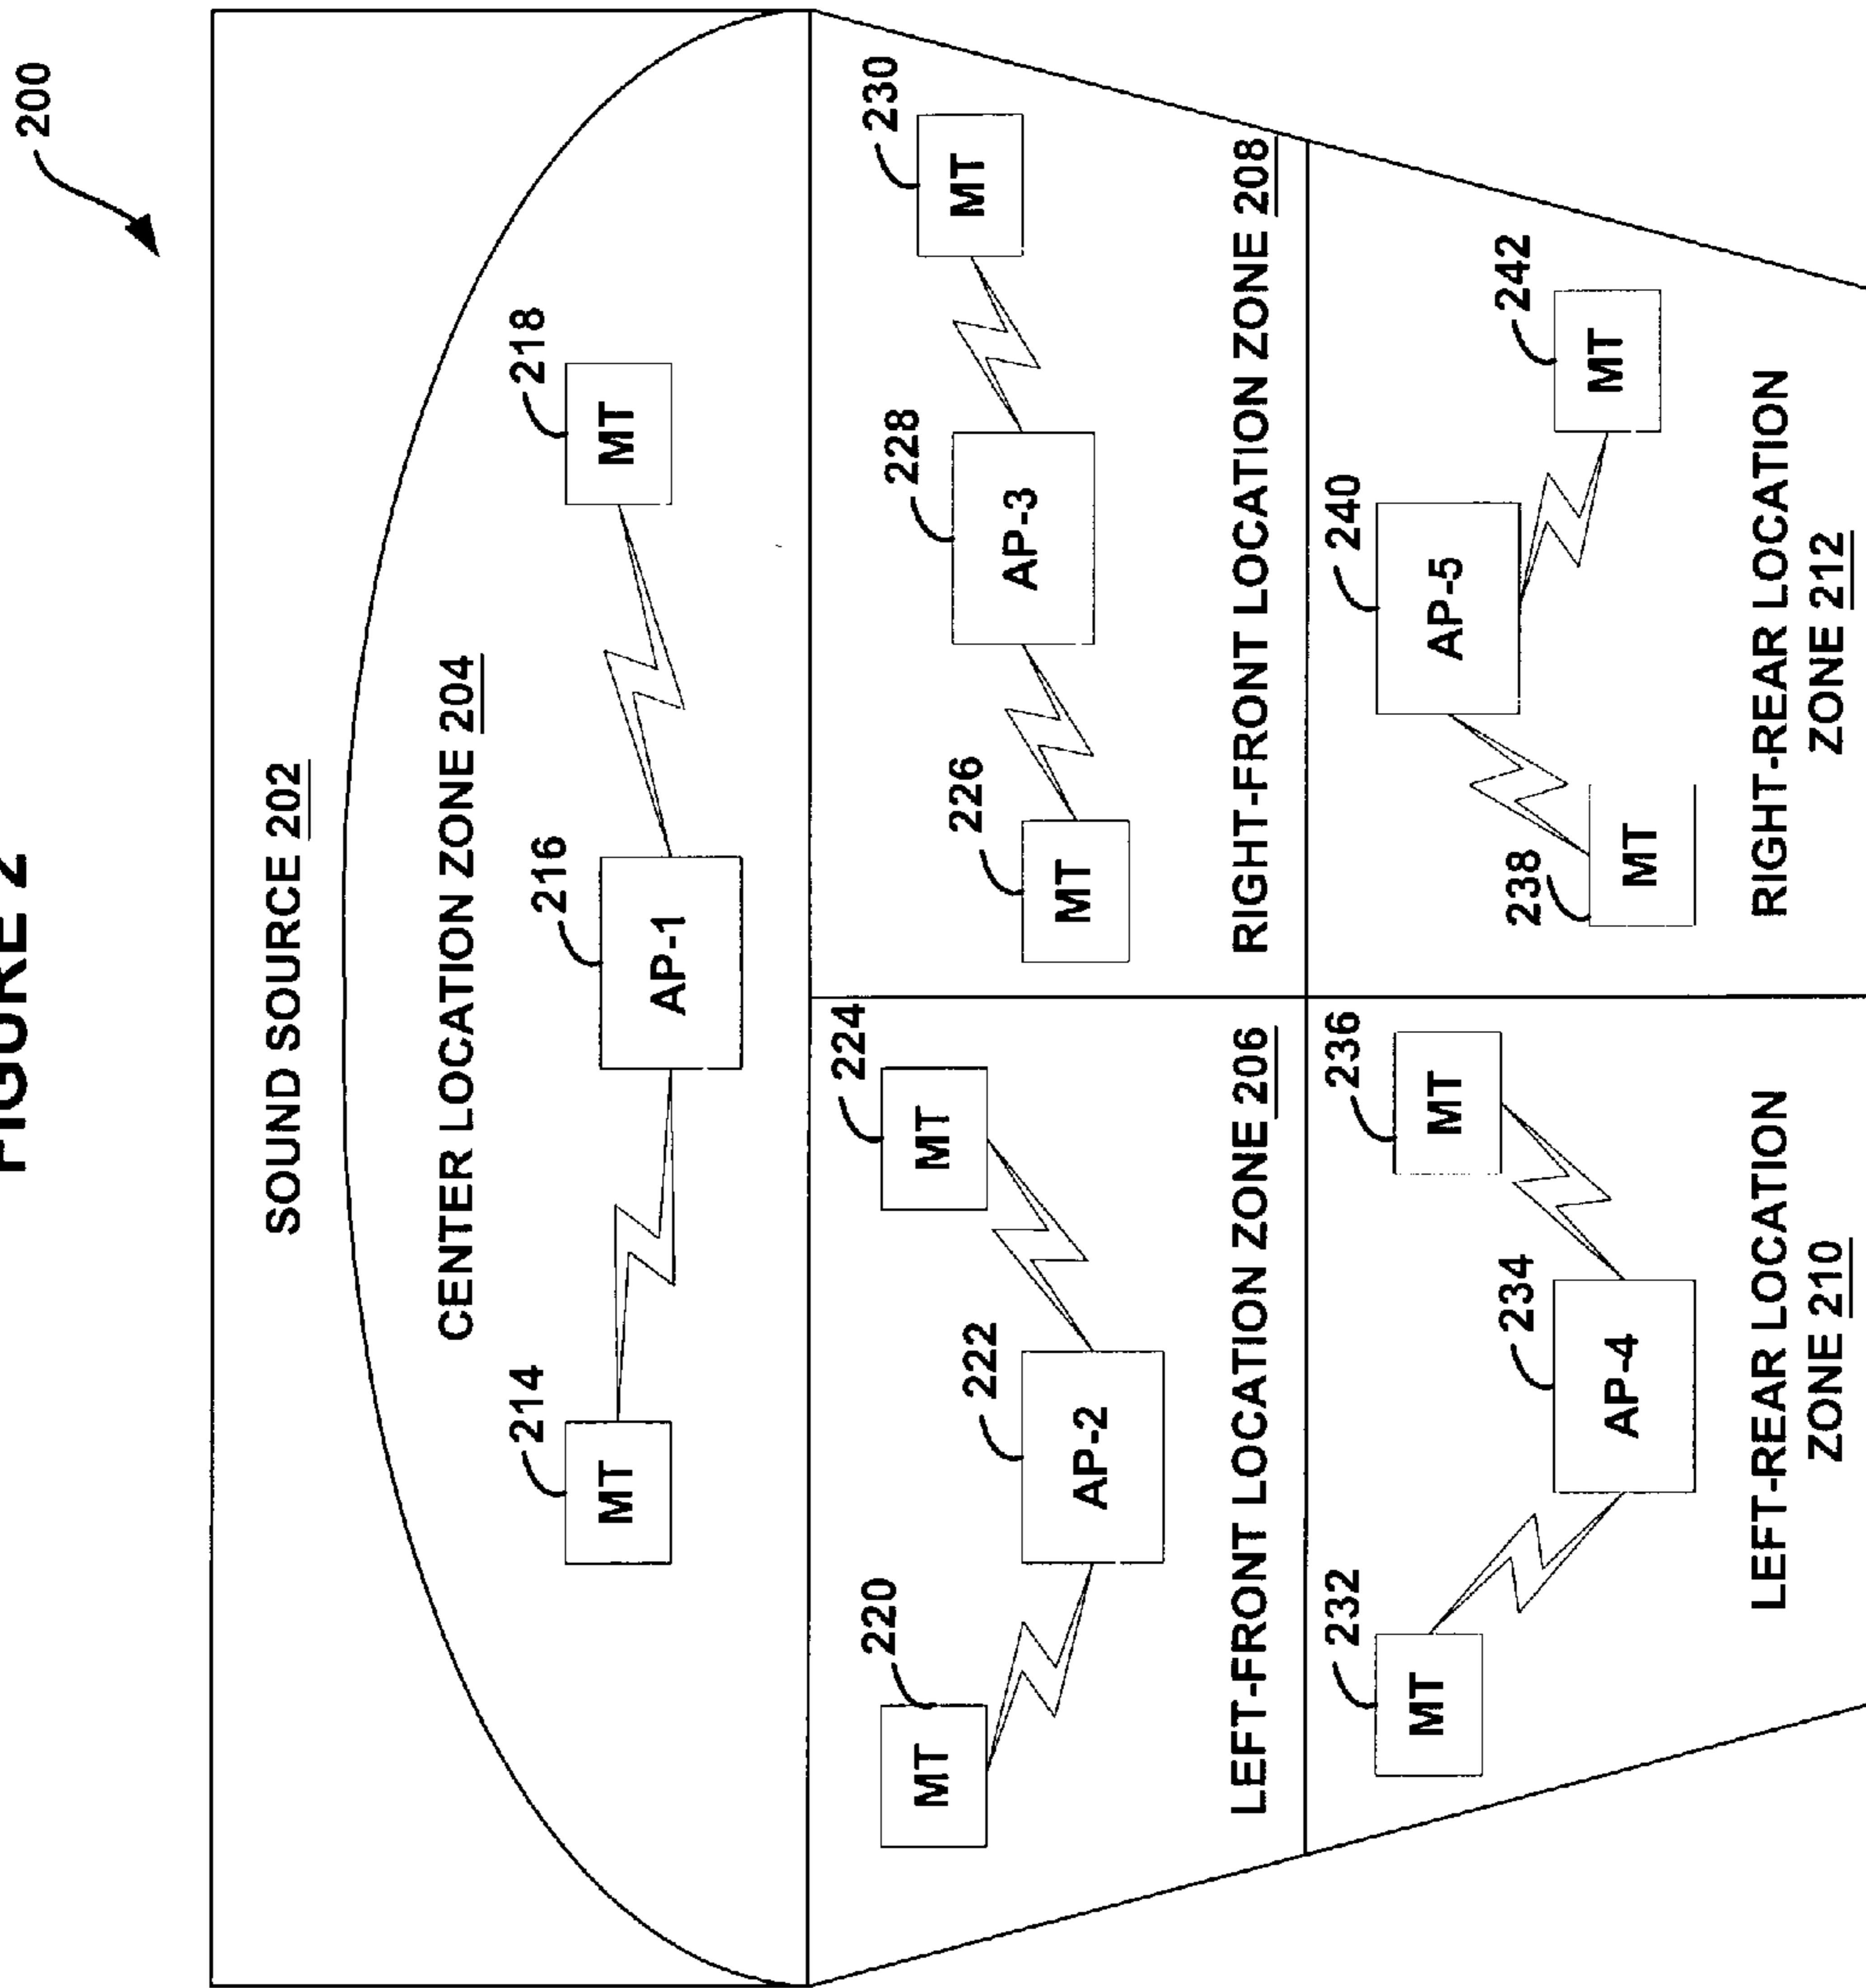 FIGURE 2
200
SOUND SOURCE 202
CENTER LOCATION ZONE 204
214
MT
216
AP-1
218
MT
220
MT
222
AP-2
224
MT
LEFT-FRONT LOCATION ZONE 206
226
MT
228
AP-3
230
MT
RIGHT-FRONT LOCATION ZONE 208
232
MT
234
AP-4
236
MT
LEFT-REAR LOCATION
ZONE 210
238
MT
240
AP-5
242
MT
RIGHT-REAR LOCATION
ZONE 212